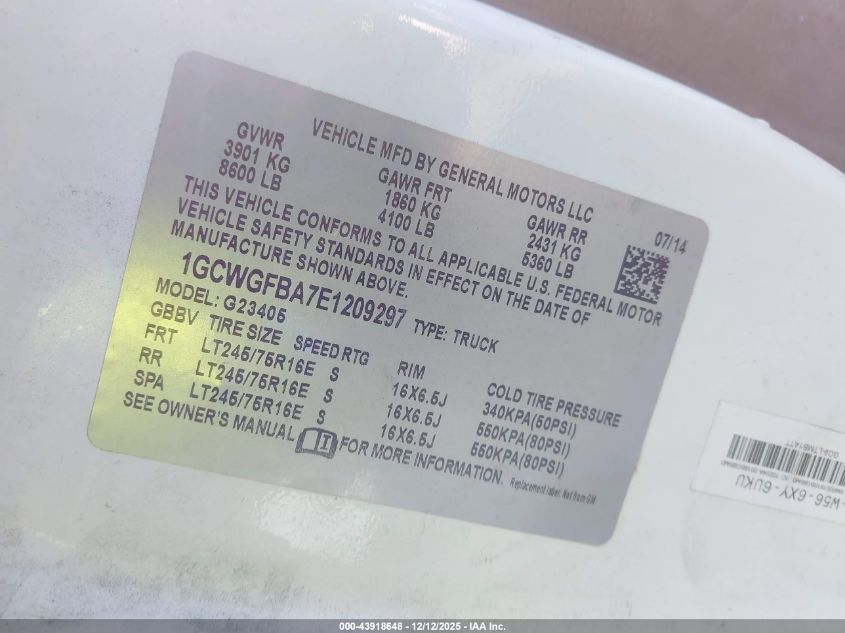 VEHICLE MFD BY GENERAL MOTORS LLC
07/14
GVWR GAWR FRT GAWR RR
3901 KG 1860 KG 2431 KG
8600 LB 4100 LB 5360 LB
THIS VEHICLE CONFORMS TO ALL APPLICABLE U.S. FEDERAL MOTOR
VEHICLE SAFETY STANDARDS IN EFFECT ON THE DATE OF
MANUFACTURE SHOWN ABOVE.
1GCWGFBA7E1209297 TYPE: TRUCK
MODEL: G23405
GBBV TIRE SIZE SPEED RTG RIM COLD TIRE PRESSURE
FRT LT245/75R16E S 16X6.5J 340KPA(50PSI)
RR LT245/75R16E S 16X6.5J 550KPA(80PSI)
SPA LT245/75R16E S 16X6.5J 550KPA(80PSI)
SEE OWNER'S MANUAL FOR MORE INFORMATION.
Replacement label: Not from GM
W56-6XY-6UKU
000-43918648 - 12/12/2025 - IAA Inc.